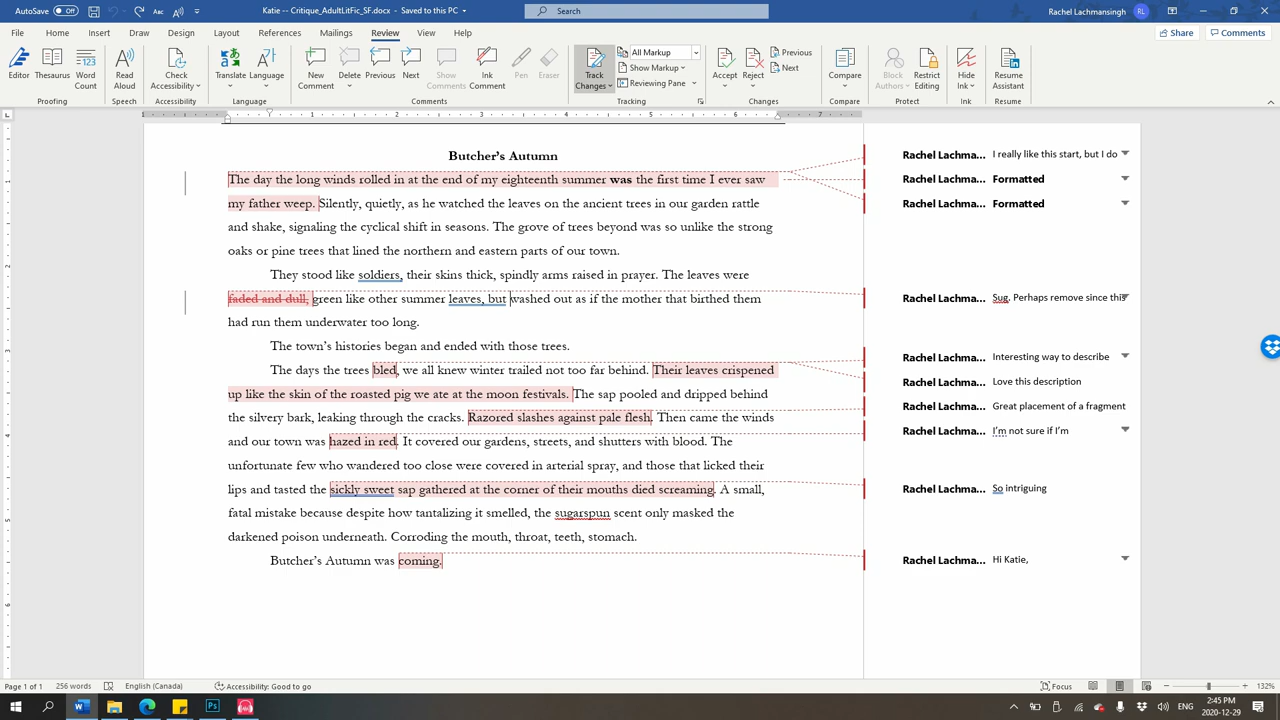 AutoSave Off
Ac
Long_Unique_AdultLitSF.docx - Saved to this PC
Search
Rachel Lachmansingh
File Home Insert Draw Design Layout References Mailings Review View Help
Share
Comments
Editor
Thesaurus
Word Count
Read Aloud
Check Accessibility
Translate
Language
New Comment
Delete
Previous
Next
Show Comments
Ink Comment
Pen
Eraser
Track Changes
All Markup
Show Markup
Reviewing Pane
Accept
Reject
Previous
Next
Compare
Block Authors
Restrict Editing
Hide Ink
Resume Assistant
Proofing
Speech
Accessibility
Language
Comments
Tracking
Changes
Compare
Protect
Ink
Resume
Butcher's Autumn
The day the long winds rolled in at the end of my eighteenth summer was the first time I ever saw
my father weep. Silently, quietly, as he watched the leaves on the ancient trees in our garden rattle
and shake, signaling the cyclical shift in seasons. The grove of trees beyond was so unlike the strong
oaks or pine trees that lined the northern and eastern parts of our town.
They stood like soldiers, their skins thick, spindly arms raised in prayer. The leaves were
faded and dull, green like other summer leaves, but washed out as if the mother that birthed them
had run them underwater too long.
The town's histories began and ended with those trees.
The days the trees bled, we all knew winter trailed not too far behind. Their leaves crispened
up like the skin of the roasted pig we ate at the moon festivals. The sap pooled and dripped behind
the silvery bark, leaking through the cracks. Razored slashes against pale flesh. Then came the winds
and our town was hazed in red. It covered our gardens, streets, and shutters with blood. The
unfortunate few who wandered too close were covered in arterial spray, and those that licked their
lips and tasted the sickly sweet sap gathered at the corner of their mouths died screaming. A small,
fatal mistake because despite how tantalizing it smelled, the sugarspun scent only masked the
darkened poison underneath. Corroding the mouth, throat, teeth, stomach.
Butcher's Autumn was coming.
Rachel Lachma... I really like this start, but I do
Rachel Lachma... Formatted
Rachel Lachma... Formatted
Rachel Lachma... Sug. Perhaps remove since this
Rachel Lachma... Interesting way to describe
Rachel Lachma... Love this description
Rachel Lachma... Great placement of a fragment
Rachel Lachma... I'm not sure if I'm
Rachel Lachma... So intriguing
Rachel Lachma... Hi Katie,
Page 1 of 1
256 words
English (Canada)
Accessibility: Good to go
Focus
132%
ENG
2:45 PM
2020-12-29